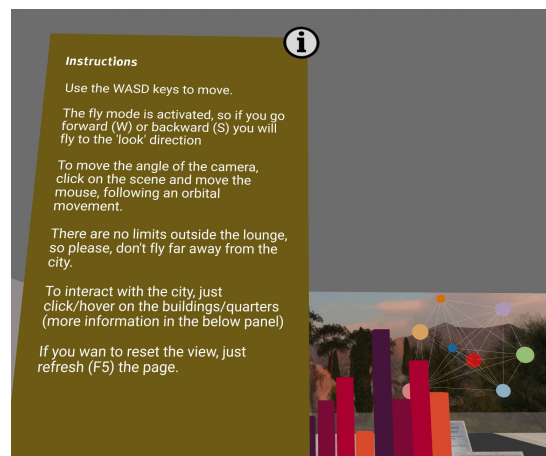 Instructions
Use the WASD keys to move.
The fly mode is activated, so if you go
forward (W) or backward (S) you will
fly to the 'look' direction
To move the angle of the camera,
click on the scene and move the
mouse, following an orbital
movement.
There are no limits outside the lounge,
so please, don't fly far away from the
city.
To interact with the city, just
click/hover on the buildings/quarters
(more information in the below panel)
If you wan to reset the view, just
refresh (F5) the page.